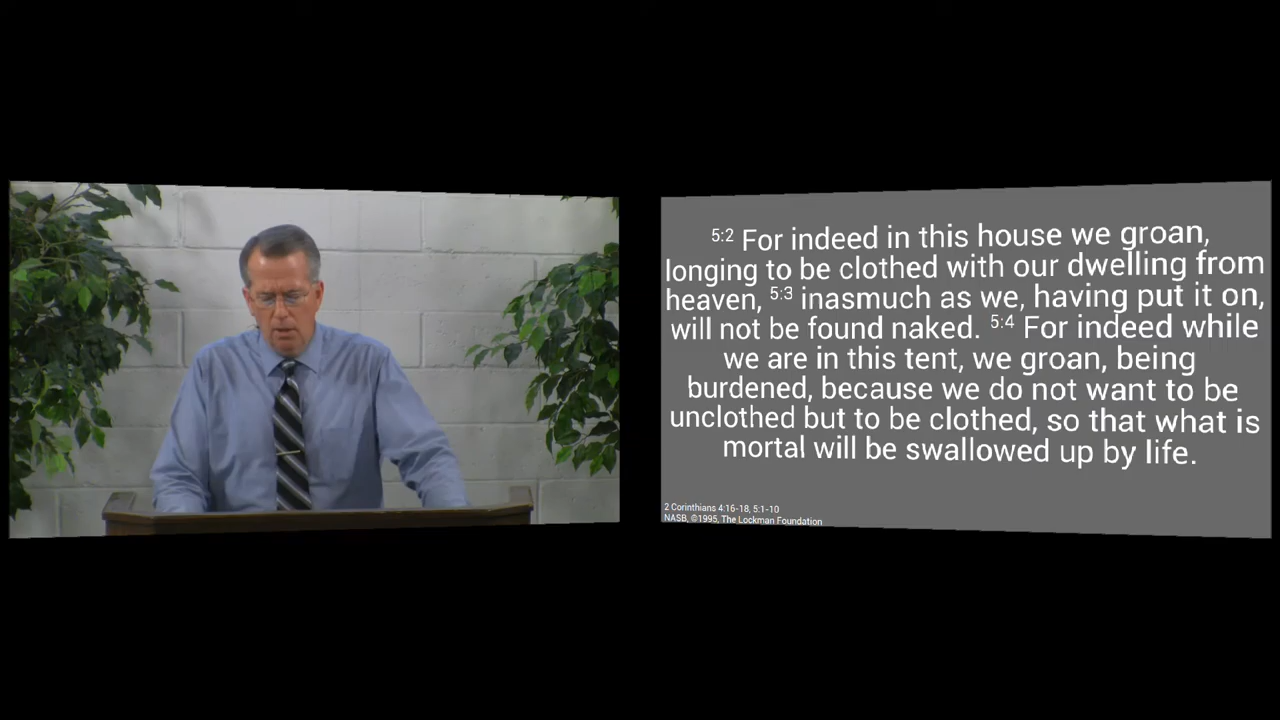 5:2 For indeed in this house we groan,
longing to be clothed with our dwelling from
heaven, 5:3 inasmuch as we, having put it on,
will not be found naked. 5:4 For indeed while
we are in this tent, we groan, being
burdened, because we do not want to be
unclothed but to be clothed, so that what is
mortal will be swallowed up by life.
2 Corinthians 4:16-18, 5:1-10
NASB, ©1995, The Lockman Foundation